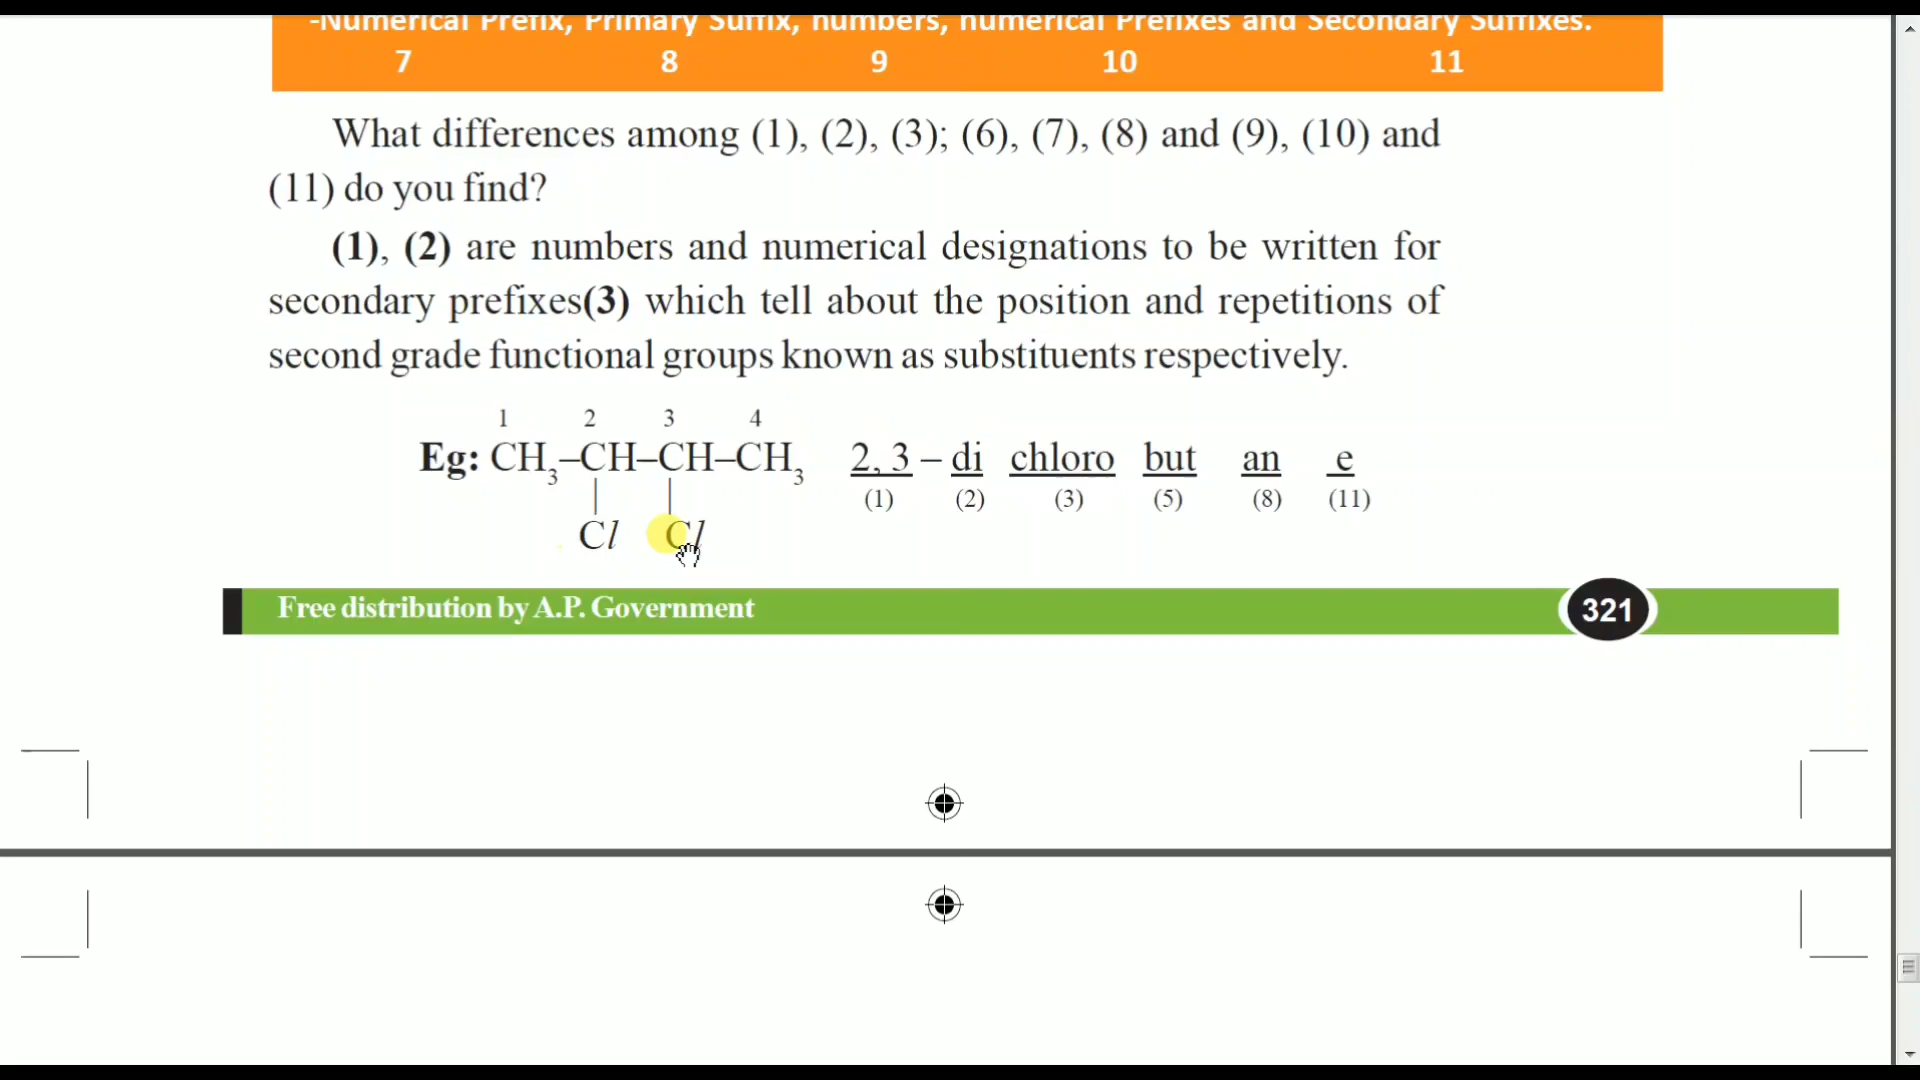 -Numerical Prefix, Primary Suffix, numbers, numerical Prefixes and Secondary Suffixes.
7 8 9 10 11
What differences among (1), (2), (3); (6), (7), (8) and (9), (10) and
(11) do you find?
(1), (2) are numbers and numerical designations to be written for
secondary prefixes(3) which tell about the position and repetitions of
second grade functional groups known as substituents respectively.
1 2 3 4
Eg: CH3–CH–CH–CH3 2, 3 – di chloro but an e
| | (1) (2) (3) (5) (8) (11)
Cl Cl
Free distribution by A.P. Government 321